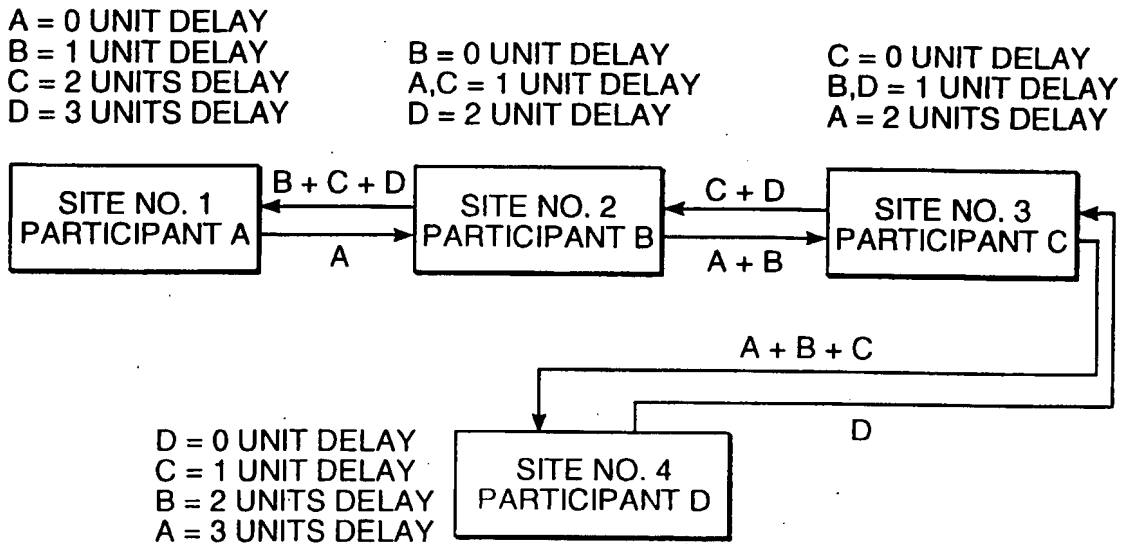 A = 0 UNIT DELAY
B = 1 UNIT DELAY
C = 2 UNITS DELAY
D = 3 UNITS DELAY
B = 0 UNIT DELAY
A,C = 1 UNIT DELAY
D = 2 UNIT DELAY
C = 0 UNIT DELAY
B,D = 1 UNIT DELAY
A = 2 UNITS DELAY
SITE NO. 1
PARTICIPANT A
B + C + D
A
SITE NO. 2
PARTICIPANT B
C + D
A + B
SITE NO. 3
PARTICIPANT C
A + B + C
D
D = 0 UNIT DELAY
C = 1 UNIT DELAY
B = 2 UNITS DELAY
A = 3 UNITS DELAY
SITE NO. 4
PARTICIPANT D